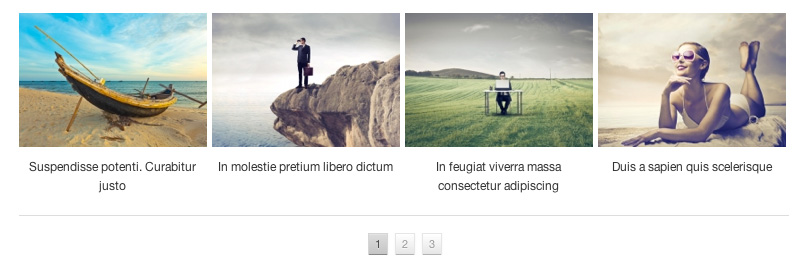 Suspendisse potenti. Curabitur
justo
In molestie pretium libero dictum
In feugiat viverra massa
consectetur adipiscing
Duis a sapien quis scelerisque
1 2 3